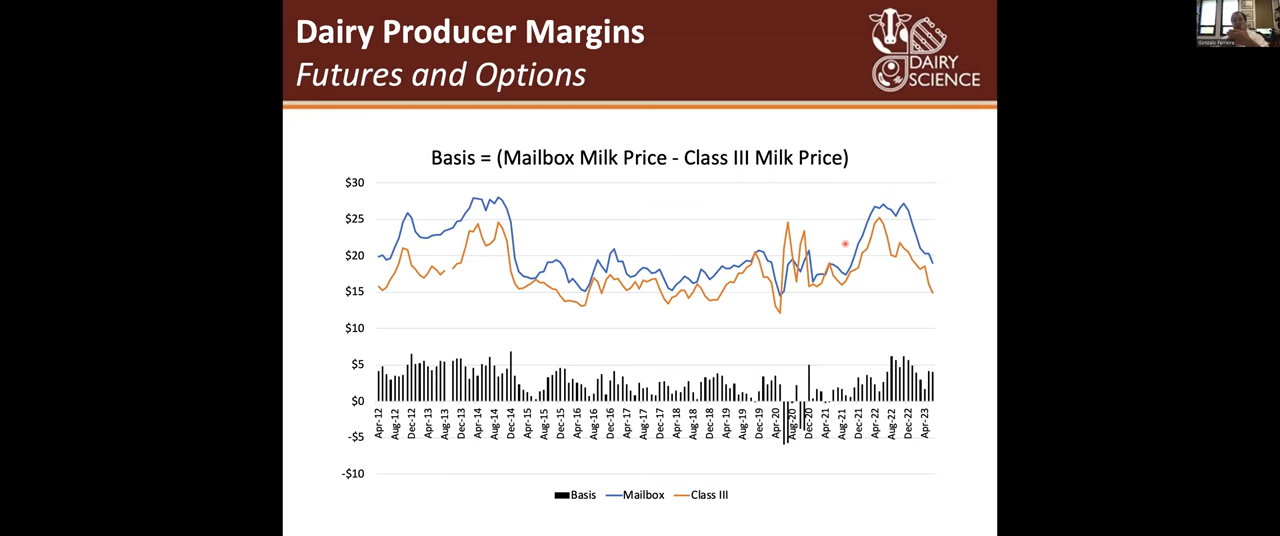 Dairy Producer Margins
Futures and Options
DAIRY
SCIENCE
Gonzalo Ferreira
Basis = (Mailbox Milk Price - Class III Milk Price)
$30
$25
$20
$15
$10
$5
$0
-$5
-$10
Apr-12
Aug-12
Dec-12
Apr-13
Aug-13
Dec-13
Apr-14
Aug-14
Dec-14
Apr-15
Aug-15
Dec-15
Apr-16
Aug-16
Dec-16
Apr-17
Aug-17
Dec-17
Apr-18
Aug-18
Dec-18
Apr-19
Aug-19
Dec-19
Apr-20
Aug-20
Dec-20
Apr-21
Aug-21
Dec-21
Apr-22
Aug-22
Dec-22
Apr-23
Basis
Mailbox
Class III